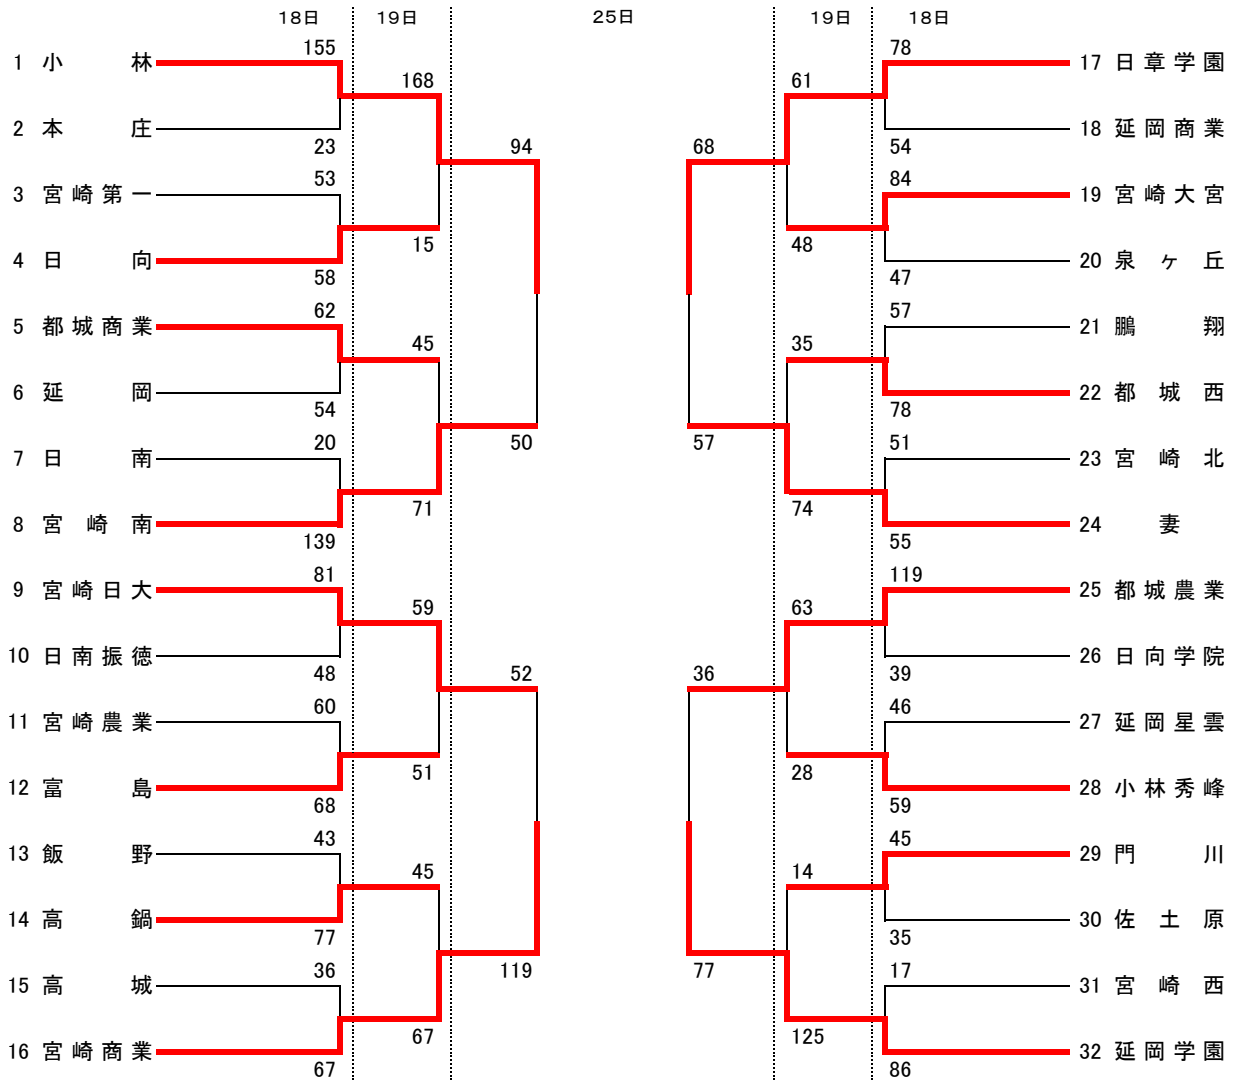 18日 19日 25日 19日 18日
155 78
1 小林 17 日章学園
168 61
2 本庄 18 延岡商業
23 94 68 54
53 84
3 宮崎第一 19 宮崎大宮
15 48
4 日向 20 泉ヶ丘
58 47
62 57
5 都城商業 21 鵬翔
45 35
6 延岡 22 都城西
54 78
20 50 57 51
7 日南 23 宮崎北
71 74
8 宮崎南 24 妻
139 55
81 119
9 宮崎日大 25 都城農業
59 63
10 日南振徳 26 日向学院
48 52 36 39
60 46
11 宮崎農業 27 延岡星雲
51 28
12 富島 28 小林秀峰
68 59
43 45
13 飯野 29 門川
45 14
14 高鍋 30 佐土原
77 35
36 119 77 17
15 高城 31 宮崎西
67 125
16 宮崎商業 32 延岡学園
67 86